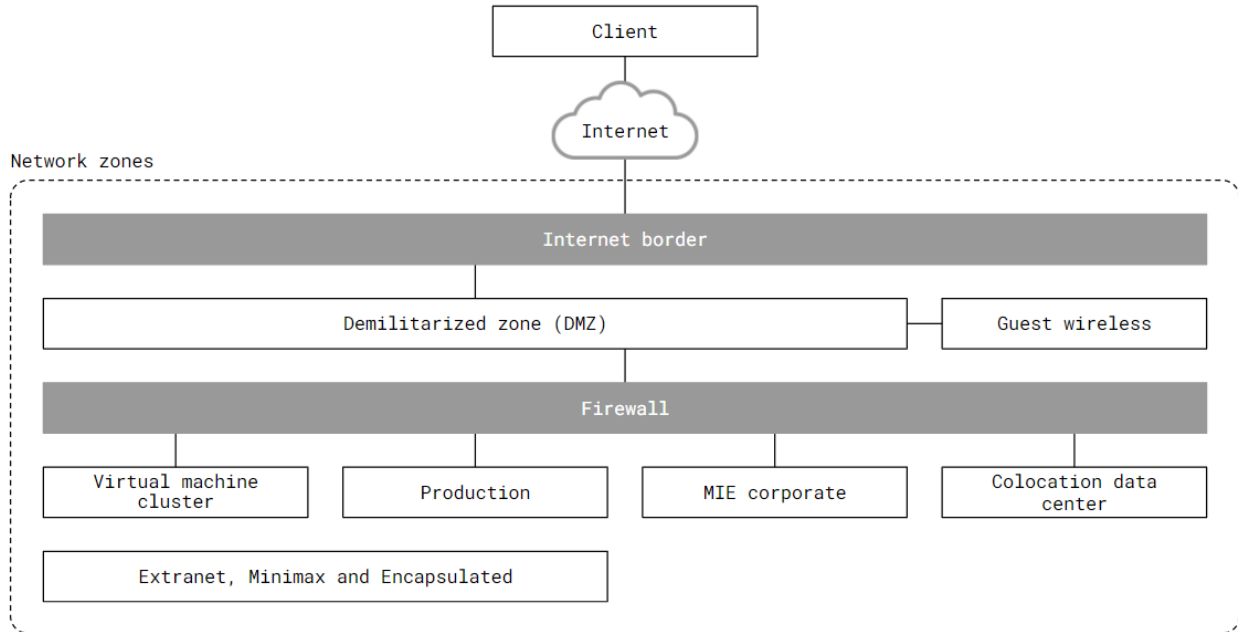 Client
Internet
Network zones
Internet border
Demilitarized zone (DMZ)
Guest wireless
Firewall
Virtual machine
cluster
Production
MIE corporate
Colocation data
center
Extranet, Minimax and Encapsulated